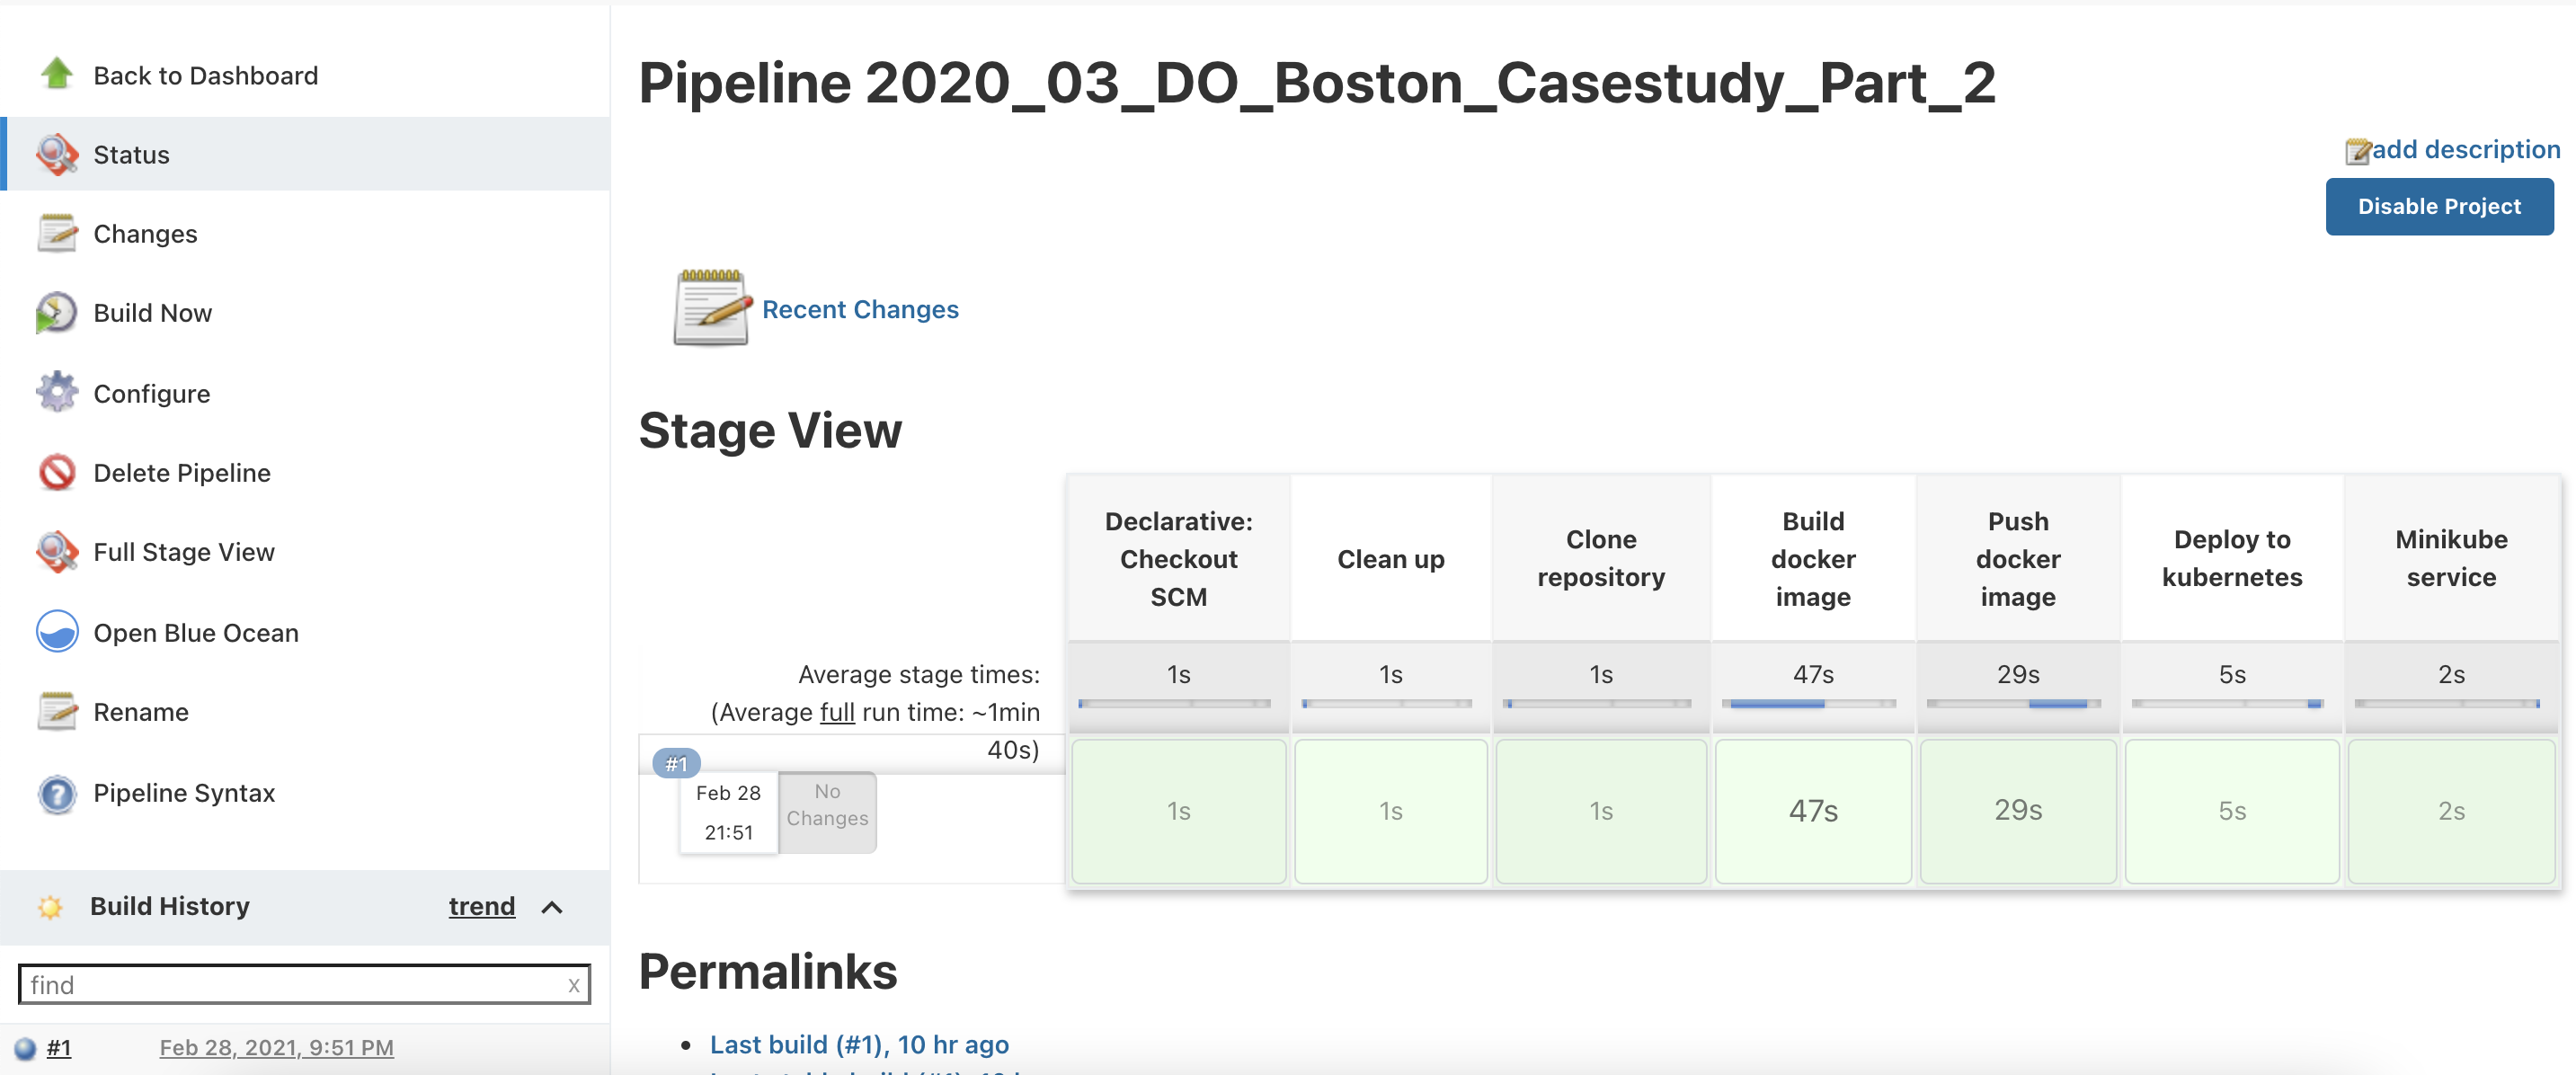 Back to Dashboard
Status
Changes
Build Now
Configure
Delete Pipeline
Full Stage View
Open Blue Ocean
Rename
Pipeline Syntax
Build History trend
find x
#1 Feb 28, 2021, 9:51 PM
Pipeline 2020_03_DO_Boston_Casestudy_Part_2
add description
Disable Project
Recent Changes
Stage View
Declarative:
Checkout
SCM
Clean up
Clone
repository
Build
docker
image
Push
docker
image
Deploy to
kubernetes
Minikube
service
Average stage times:
(Average full run time: ~1min
40s)
1s 1s 1s 47s 29s 5s 2s
#1
Feb 28
21:51
No
Changes
1s 1s 1s 47s 29s 5s 2s
Permalinks
Last build (#1), 10 hr ago